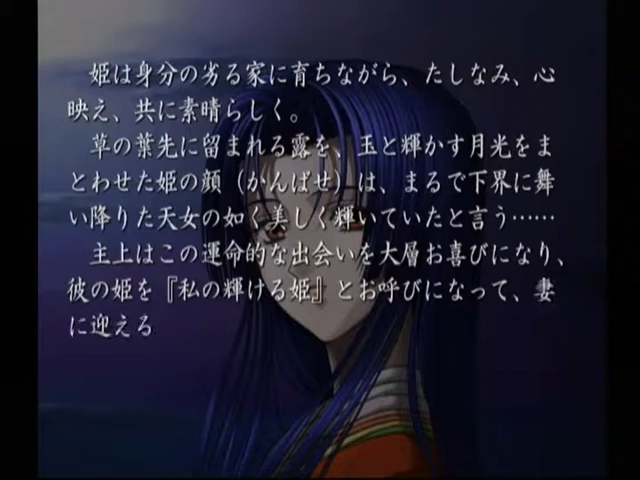 姫は身分の劣る家に育ちながら、たしなみ、心
映え、共に素晴らしく。
　草の葉先に留まれる露を、玉と輝かす月光をま
とわせた姫の顔（かんばせ）は、まるで下界に舞
い降りた天女の如く美しく輝いていたと言う……
　主上はこの運命的な出会いを大層お喜びになり、
彼の姫を『私の輝ける姫』とお呼びになって、妻
に迎える